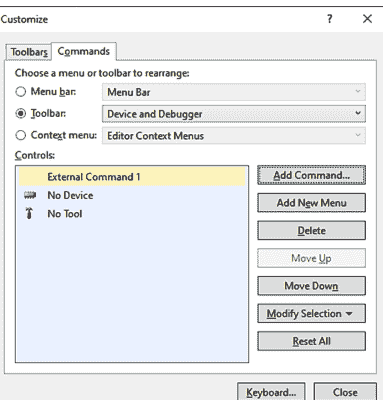 Customize ? ✕
Toolbars Commands
Choose a menu or toolbar to rearrange:
Menu bar: Menu Bar
Toolbar: Device and Debugger
Context menu: Editor Context Menus
Controls:
External Command 1
No Device
No Tool
Add Command...
Add New Menu
Delete
Move Up
Move Down
Modify Selection
Reset All
Keyboard... Close